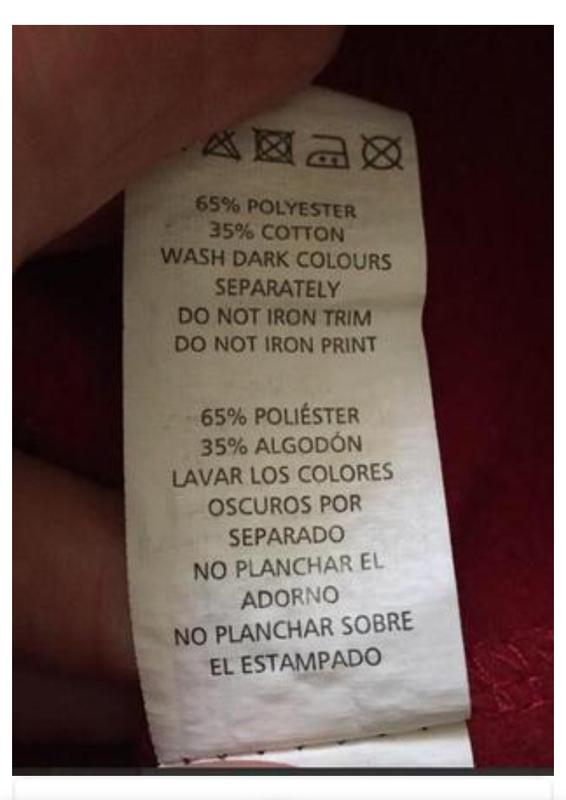 65% POLYESTER
35% COTTON
WASH DARK COLOURS
SEPARATELY
DO NOT IRON TRIM
DO NOT IRON PRINT
65% POLIÉSTER
35% ALGODÓN
LAVAR LOS COLORES
OSCUROS POR
SEPARADO
NO PLANCHAR EL
ADORNO
NO PLANCHAR SOBRE
EL ESTAMPADO